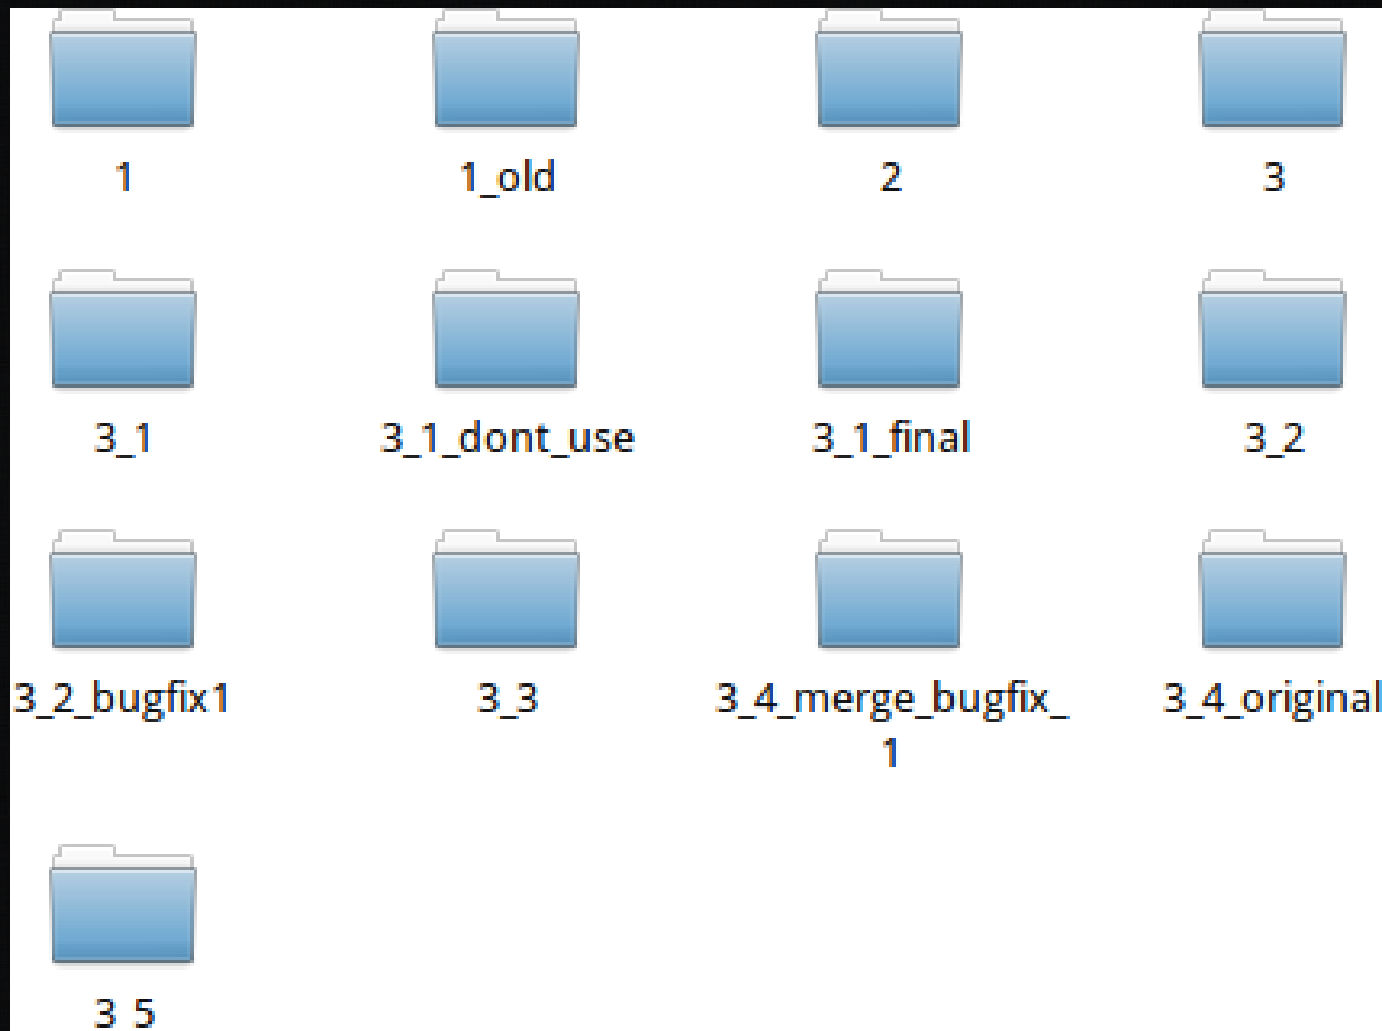 1
1_old
2
3
3_1
3_1_dont_use
3_1_final
3_2
3_2_bugfix1
3_3
3_4_merge_bugfix_
1
3_4_original
3_5